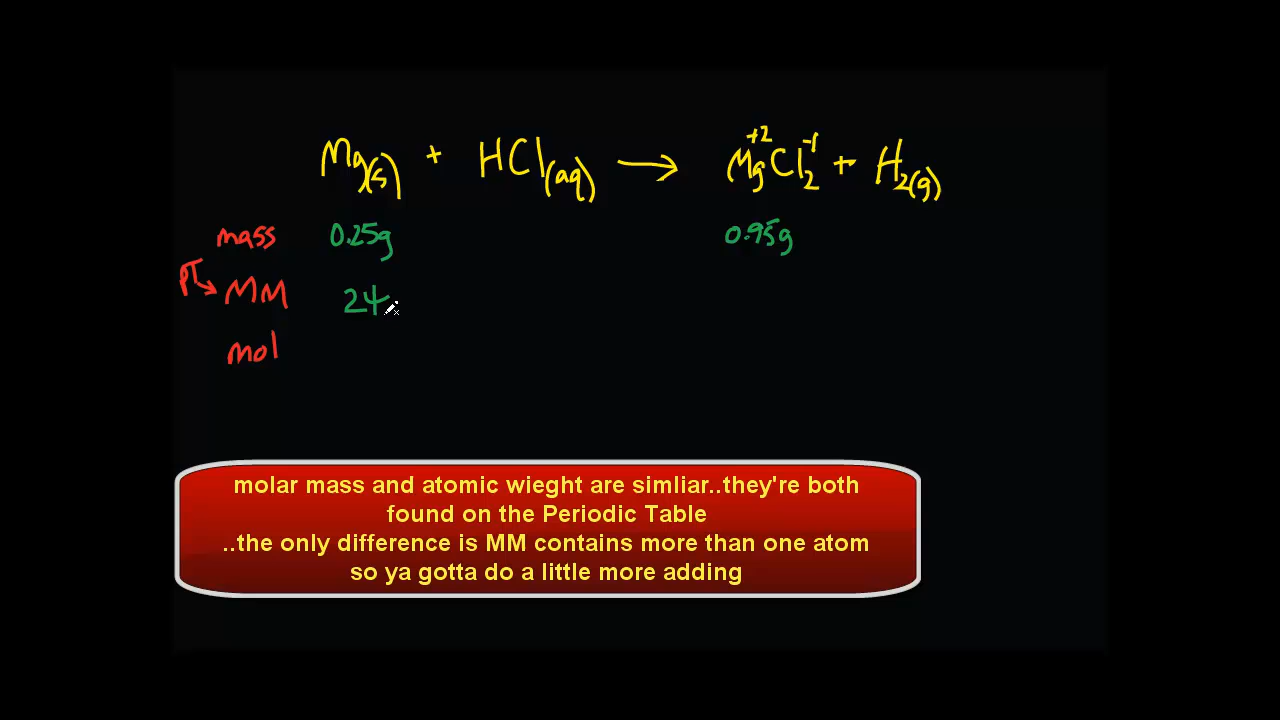 Mg(s) + HCl(aq) → Mg⁺²Cl₂⁻¹ + H₂(g)
mass 0.25g 0.95g
PT→ MM 24
mol
molar mass and atomic wieght are simliar..they're both
found on the Periodic Table
..the only difference is MM contains more than one atom
so ya gotta do a little more adding